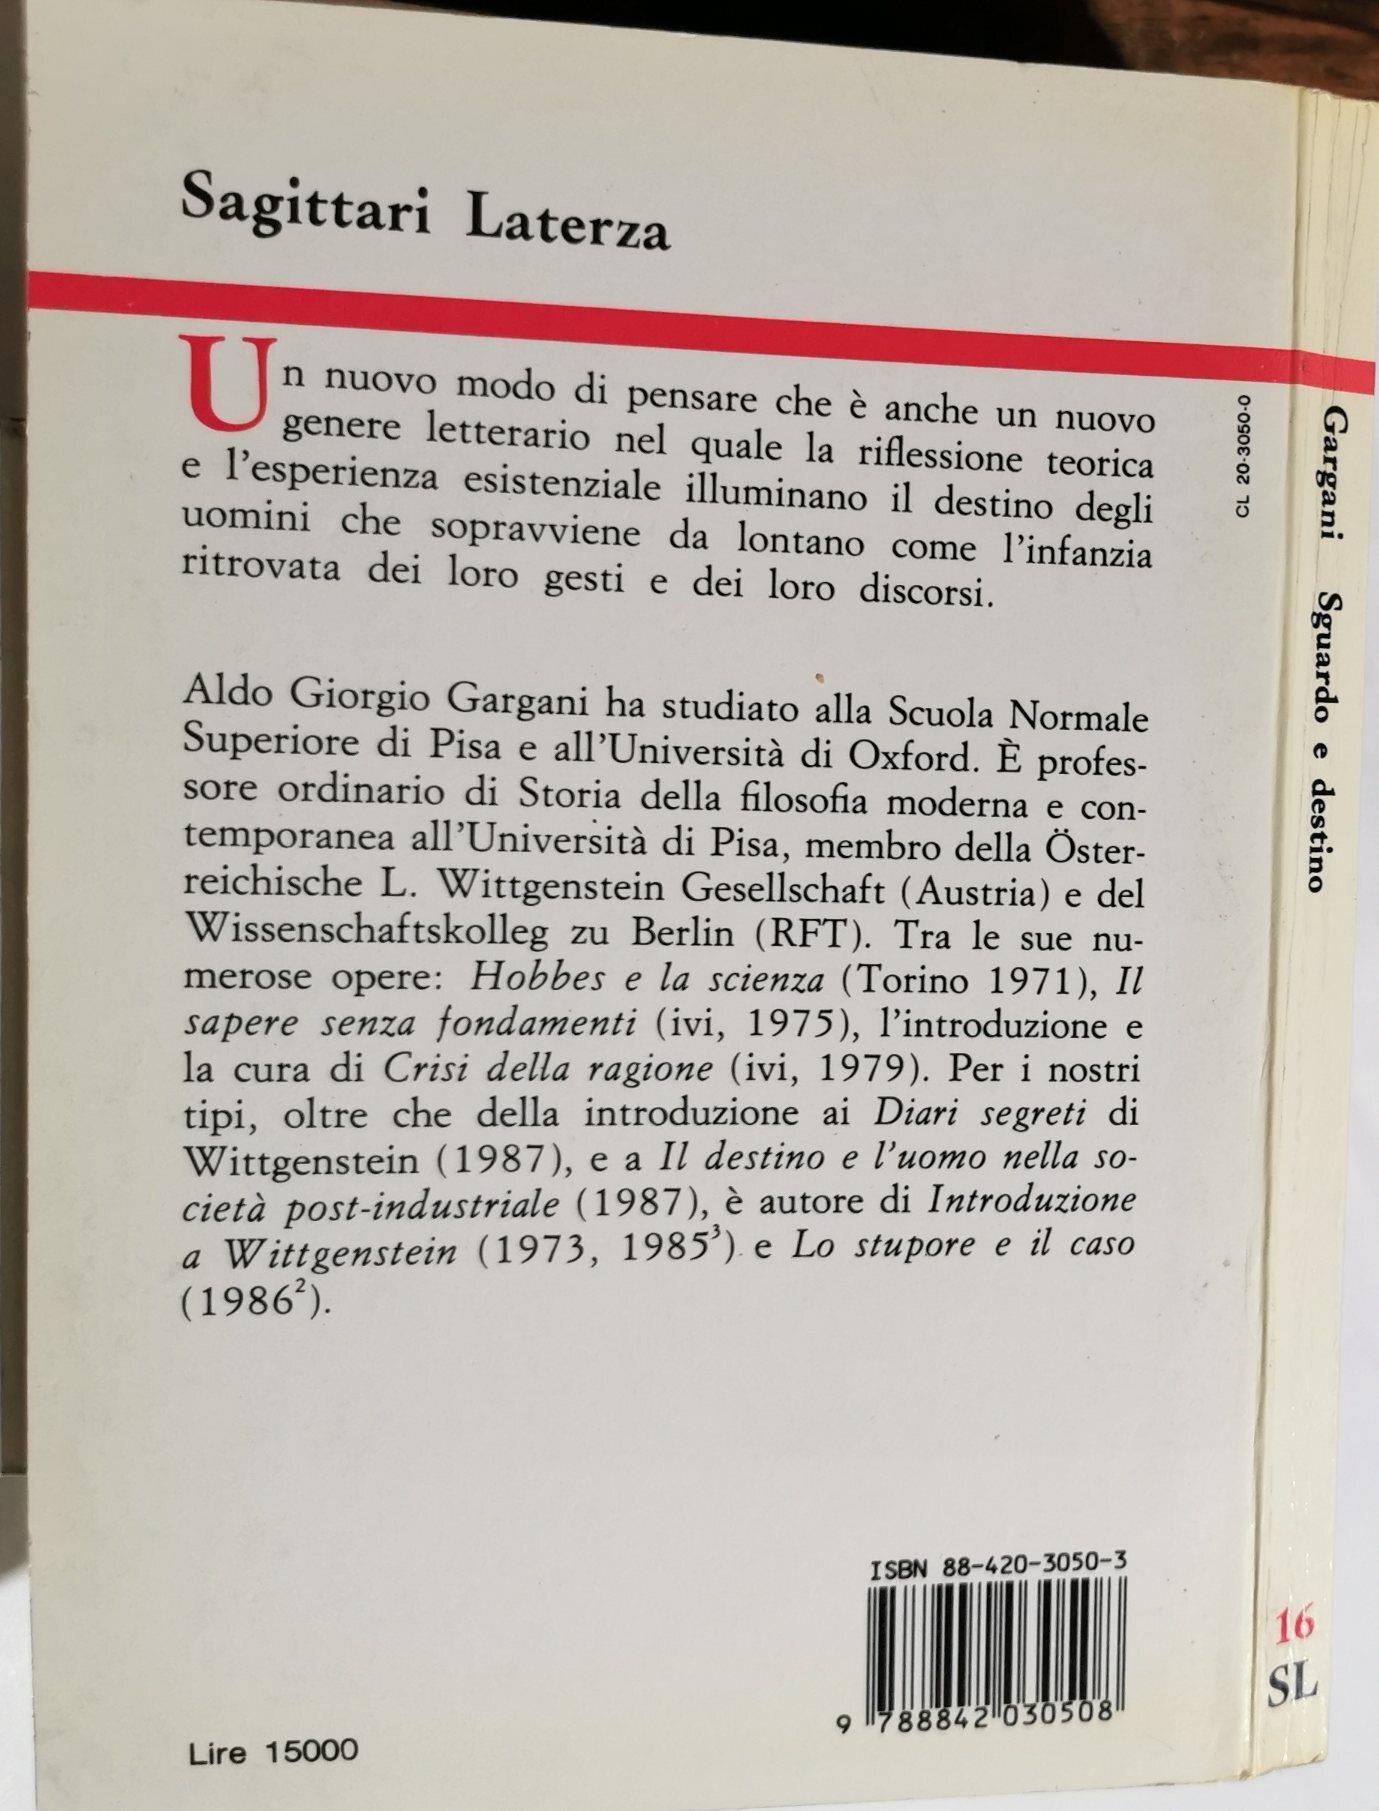 Sagittari Laterza
Un nuovo modo di pensare che è anche un nuovo
genere letterario nel quale la riflessione teorica
e l'esperienza esistenziale illuminano il destino degli
uomini che sopravviene da lontano come l'infanzia
ritrovata dei loro gesti e dei loro discorsi.
Aldo Giorgio Gargani ha studiato alla Scuola Normale
Superiore di Pisa e all'Università di Oxford. È profes-
sore ordinario di Storia della filosofia moderna e con-
temporanea all'Università di Pisa, membro della Öster-
reichische L. Wittgenstein Gesellschaft (Austria) e del
Wissenschaftskolleg zu Berlin (RFT). Tra le sue nu-
merose opere: Hobbes e la scienza (Torino 1971), Il
sapere senza fondamenti (ivi, 1975), l'introduzione e
la cura di Crisi della ragione (ivi, 1979). Per i nostri
tipi, oltre che della introduzione ai Diari segreti di
Wittgenstein (1987), e a Il destino e l'uomo nella so-
cietà post-industriale (1987), è autore di Introduzione
a Wittgenstein (1973, 1985³) e Lo stupore e il caso
(1986²).
ISBN 88-420-3050-3
9 788842 030508
Lire 15000
CL 20-3050-0
Gargani Sguardo e destino
16
SL